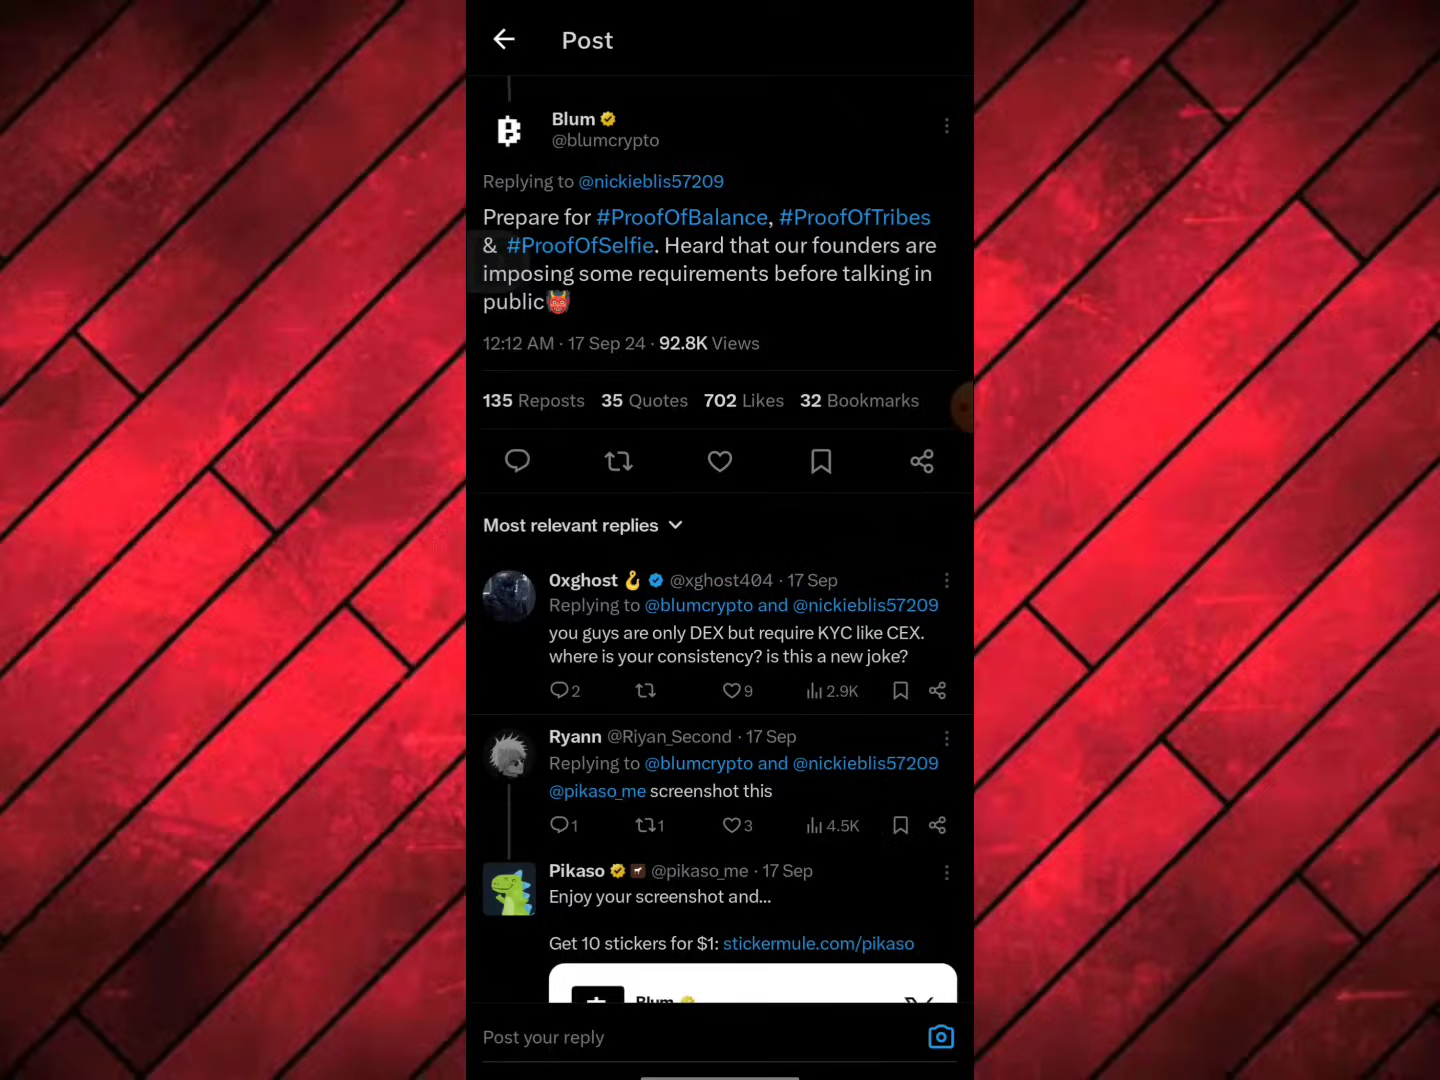 Post
Blum
@blumcrypto
Replying to @nickieblis57209
Prepare for #ProofOfBalance, #ProofOfTribes
& #ProofOfSelfie. Heard that our founders are
imposing some requirements before talking in
public👹
12:12 AM · 17 Sep 24 · 92.8K Views
135 Reposts 35 Quotes 702 Likes 32 Bookmarks
Most relevant replies
0xghost 🪝 @xghost404 · 17 Sep
Replying to @blumcrypto and @nickieblis57209
you guys are only DEX but require KYC like CEX.
where is your consistency? is this a new joke?
2 9 2.9K
Ryann @Riyan_Second · 17 Sep
Replying to @blumcrypto and @nickieblis57209
@pikaso_me screenshot this
1 1 3 4.5K
Pikaso @pikaso_me · 17 Sep
Enjoy your screenshot and...
Get 10 stickers for $1: stickermule.com/pikaso
Blum
Post your reply